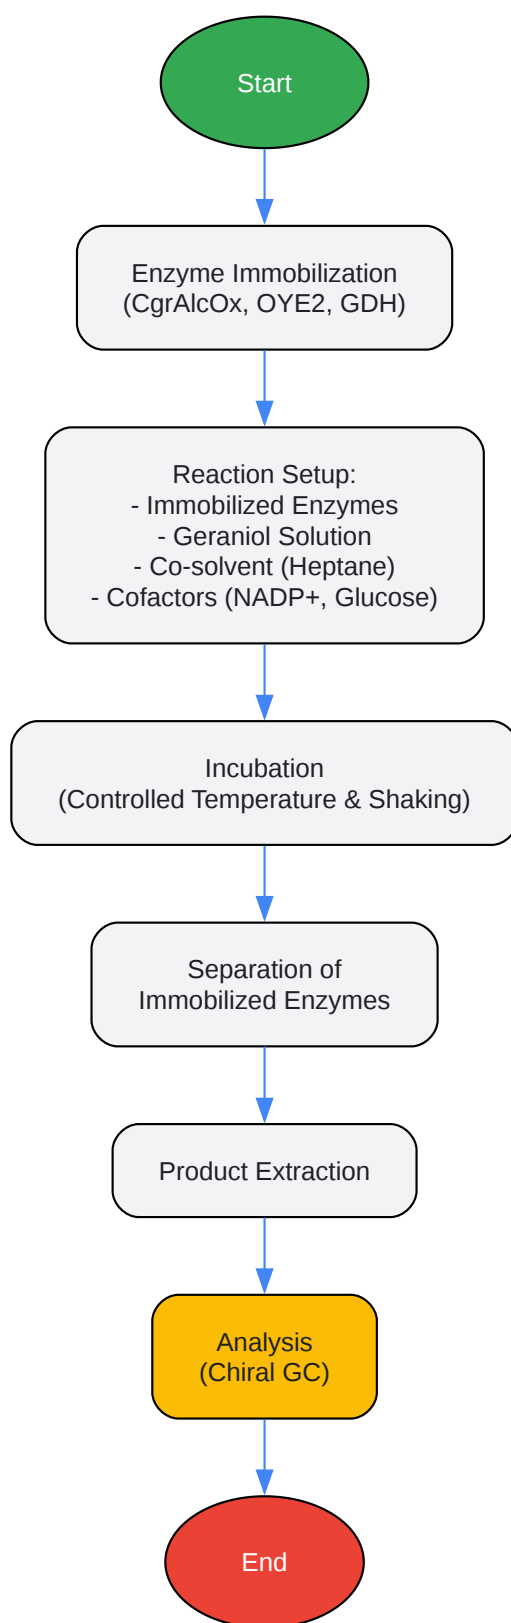 Start
Enzyme Immobilization
(CgrAlcOx, OYE2, GDH)
Reaction Setup:
- Immobilized Enzymes
- Geraniol Solution
- Co-solvent (Heptane)
- Cofactors (NADP+, Glucose)
Incubation
(Controlled Temperature & Shaking)
Separation of
Immobilized Enzymes
Product Extraction
Analysis
(Chiral GC)
End